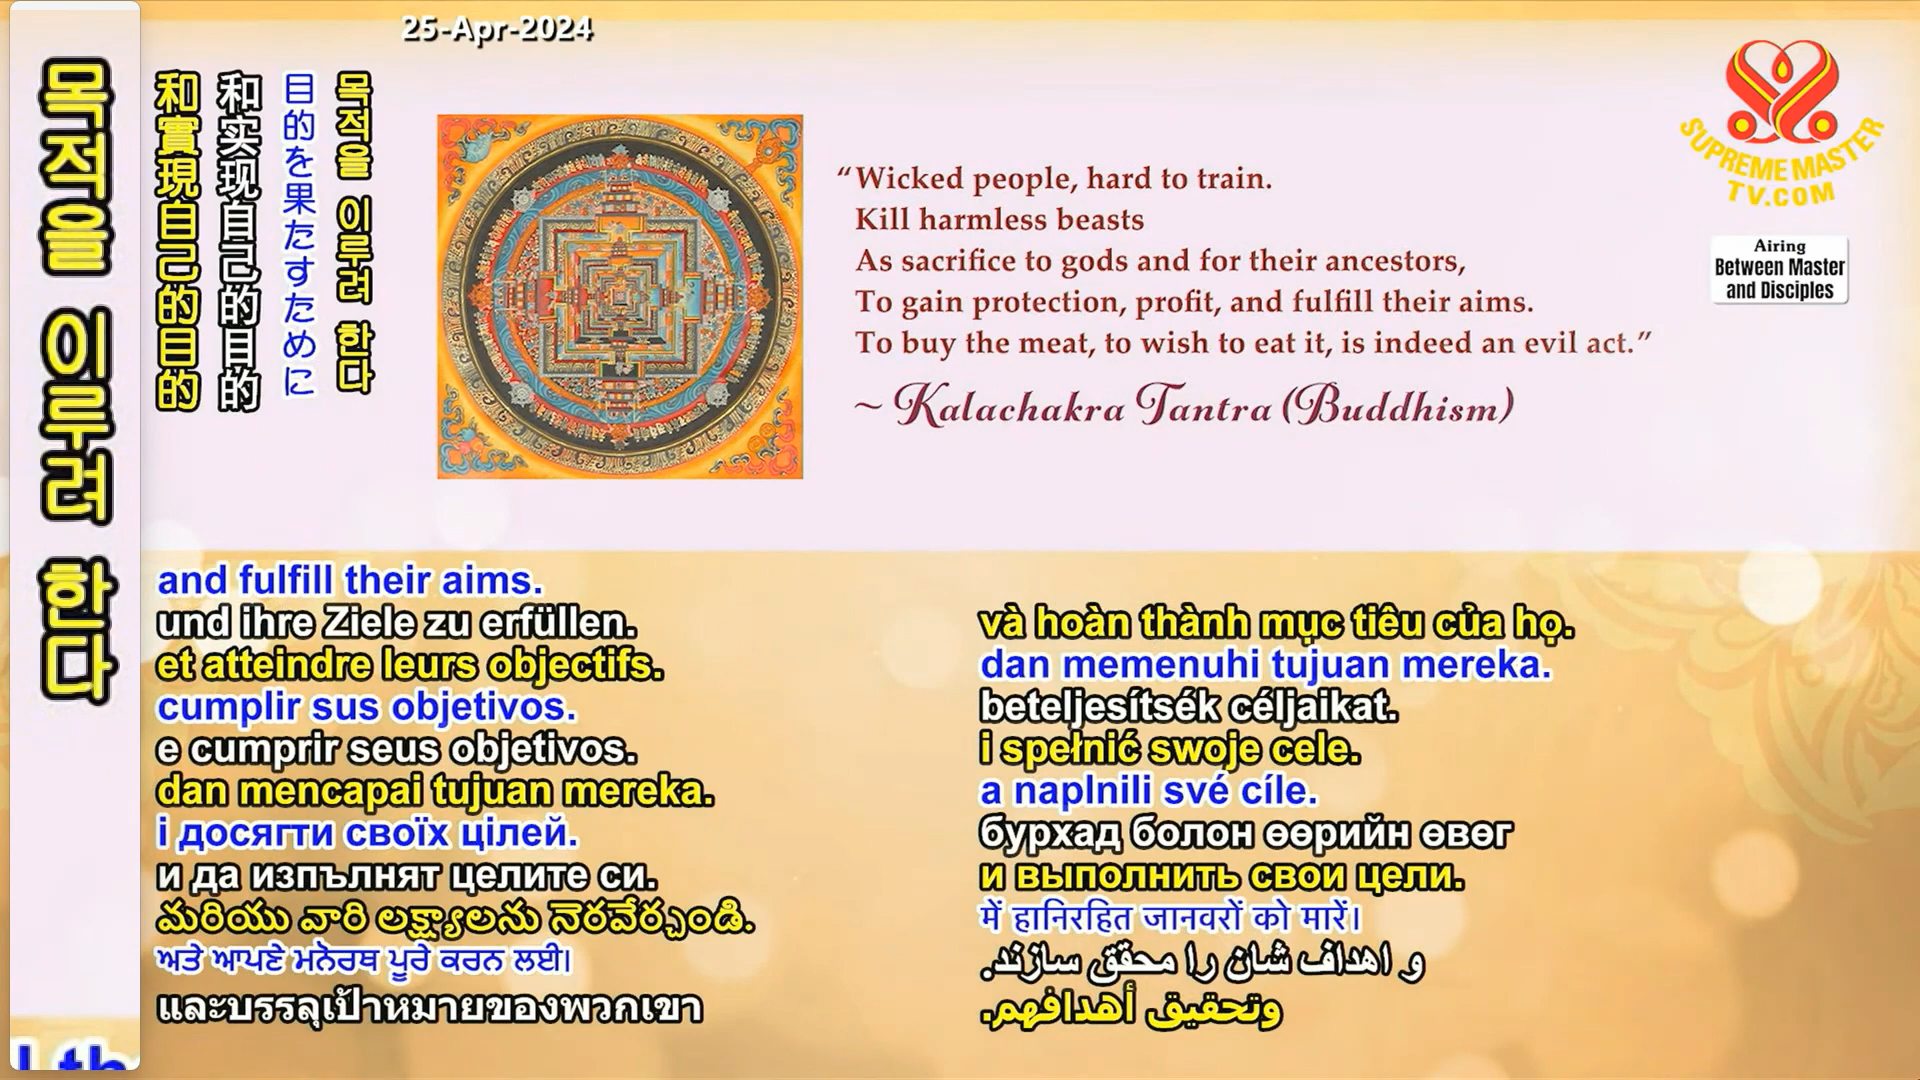 25-Apr-2024
목적을 이루려 한다
和實現自己的目的
和实现自己的目的
目的を果たすために
목적을 이루려 한다
“Wicked people, hard to train.
Kill harmless beasts
As sacrifice to gods and for their ancestors,
To gain protection, profit, and fulfill their aims.
To buy the meat, to wish to eat it, is indeed an evil act.”
~ Kalachakra Tantra (Buddhism)
SUPREME MASTER
TV.COM
Airing
Between Master
and Disciples
and fulfill their aims.
und ihre Ziele zu erfüllen.
et atteindre leurs objectifs.
cumplir sus objetivos.
e cumprir seus objetivos.
dan mencapai tujuan mereka.
і досягти своїх цілей.
и да изпълнят целите си.
మరియు వారి లక్ష్యాలను నెరవేర్చండి.
ਅਤੇ ਆਪਣੇ ਮਨੋਰਥ ਪੂਰੇ ਕਰਨ ਲਈ।
และบรรลุเป้าหมายของพวกเขา
và hoàn thành mục tiêu của họ.
dan memenuhi tujuan mereka.
beteljesítsék céljaikat.
i spełnić swoje cele.
a naplnili své cíle.
бурхад болон өөрийн өвөг
и выполнить свои цели.
में हानिरहित जानवरों को मारें।
و اهداف شان را محقق سازند.
وتحقيق أهدافهم.